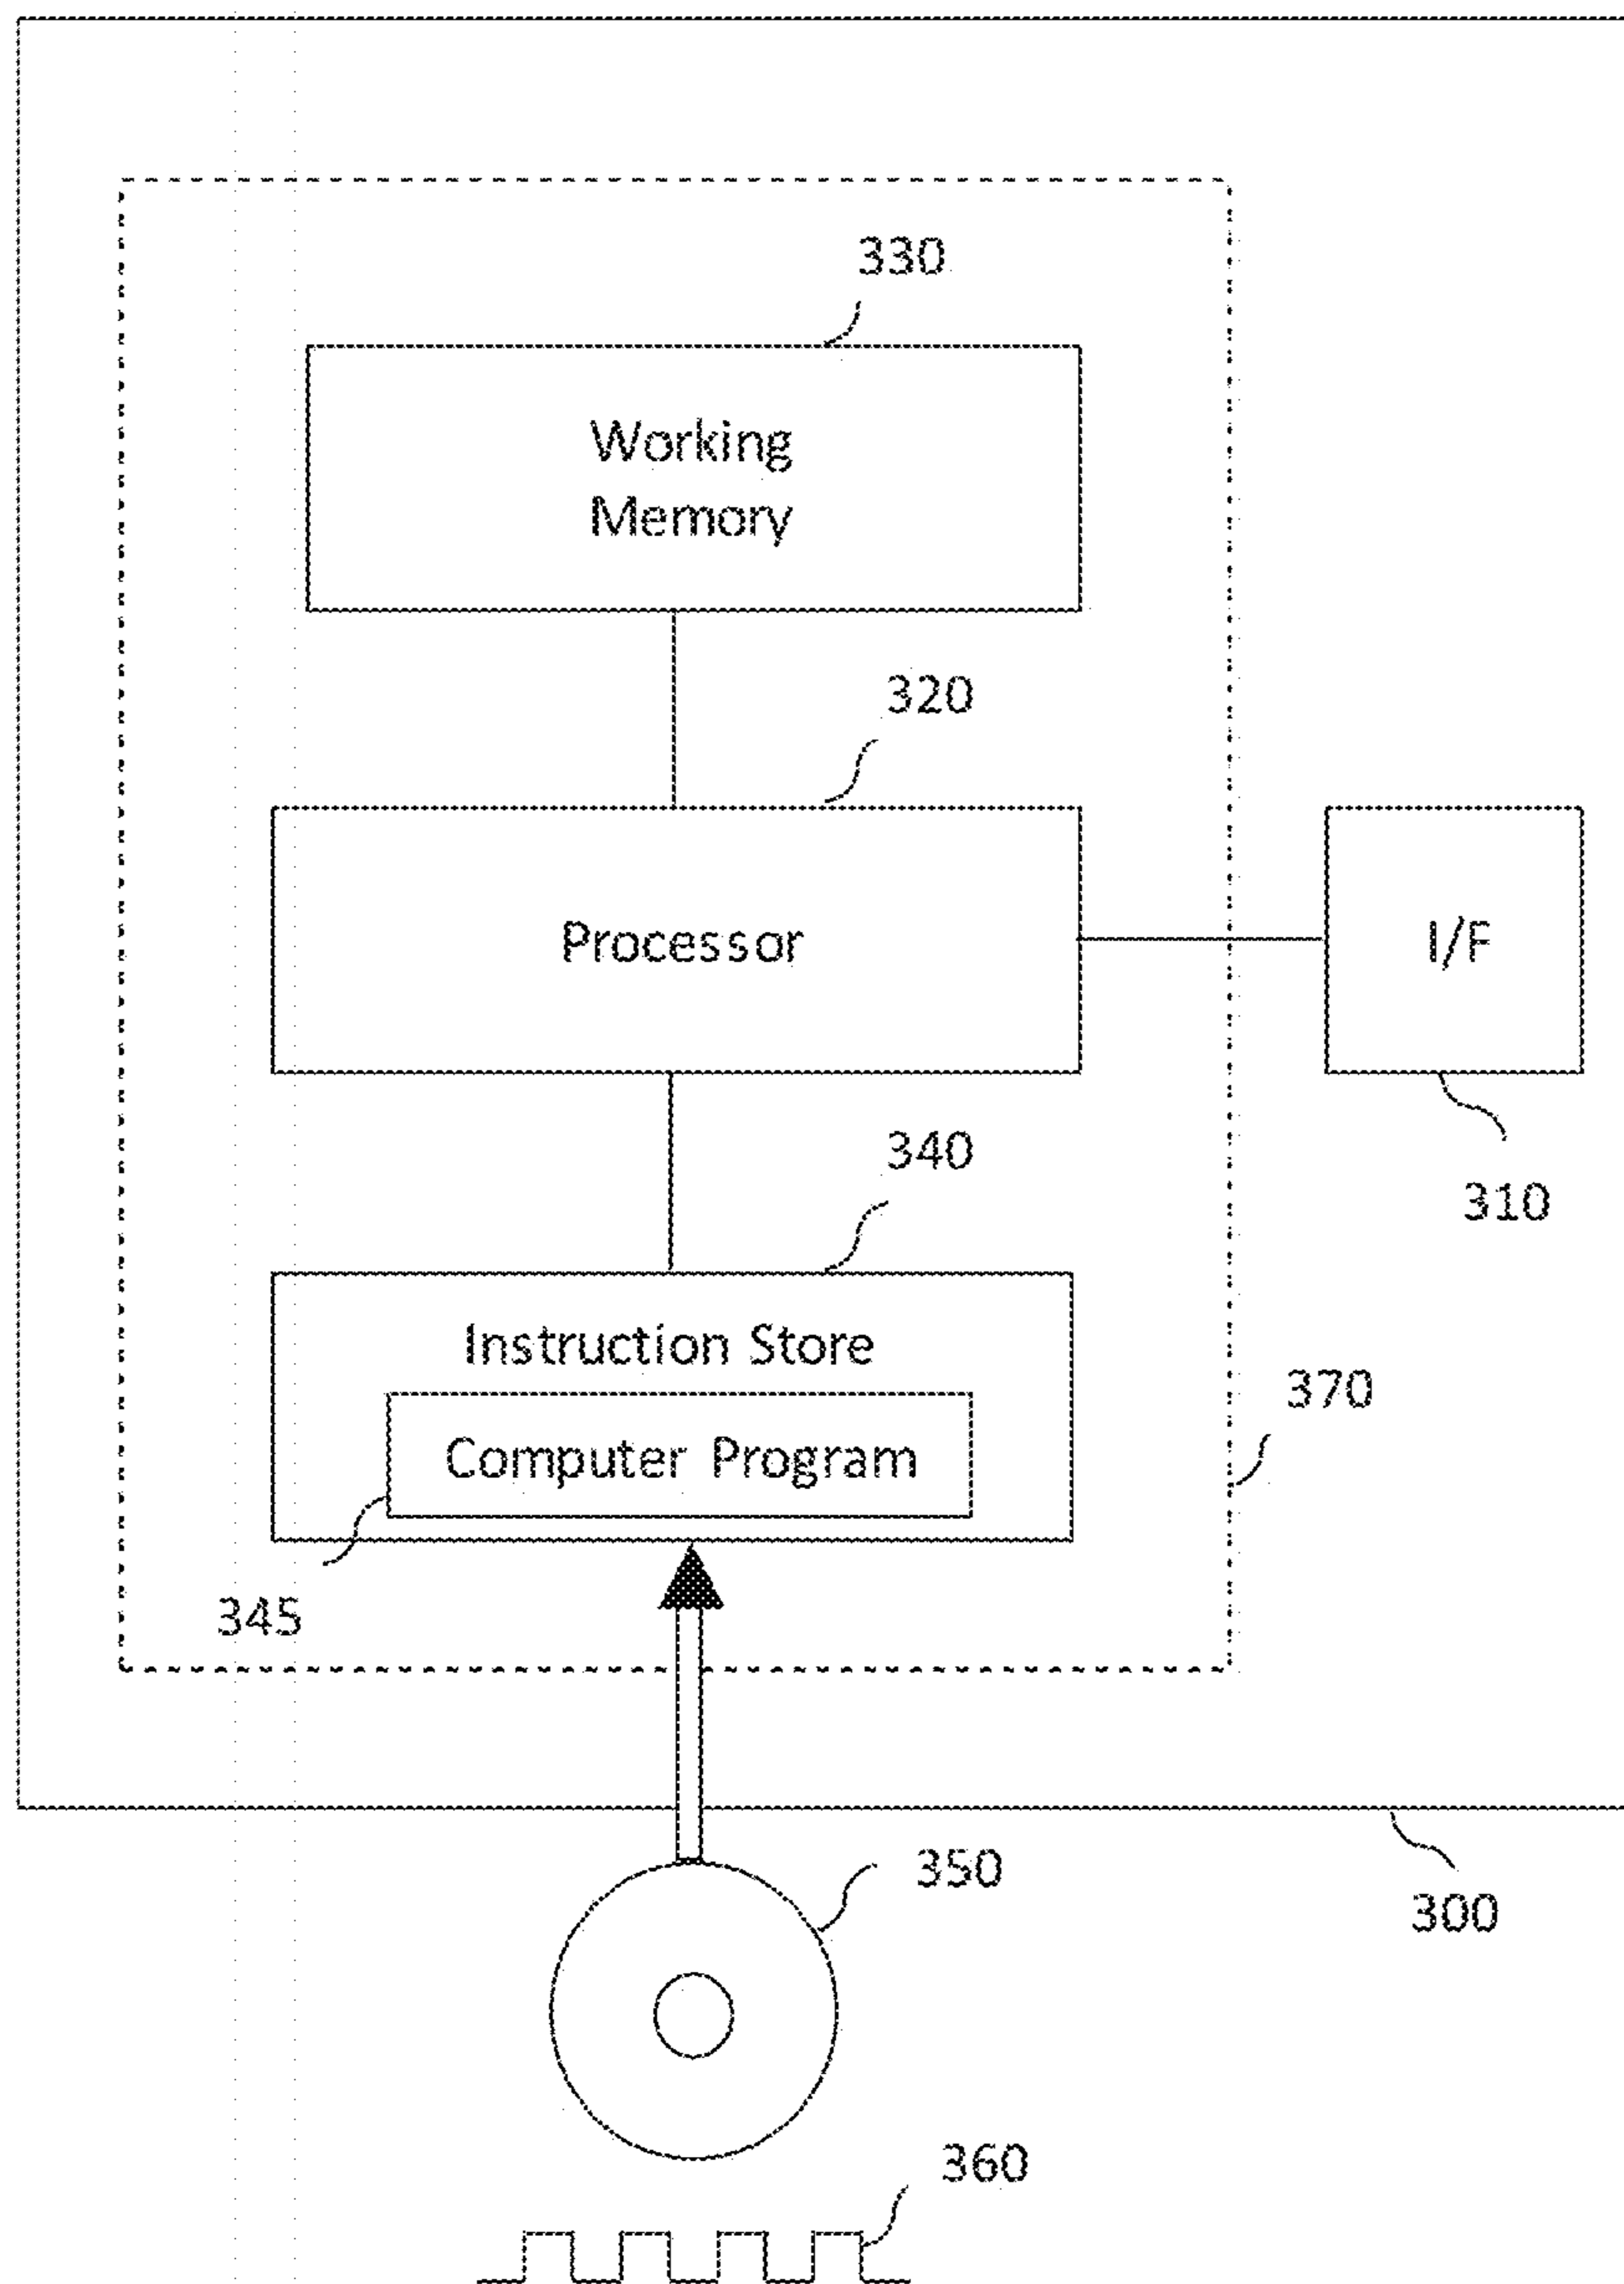 330
Working
Memory
320
Processor
I/F
340
310
Instruction Store
370
Computer Program
345
350
300
360